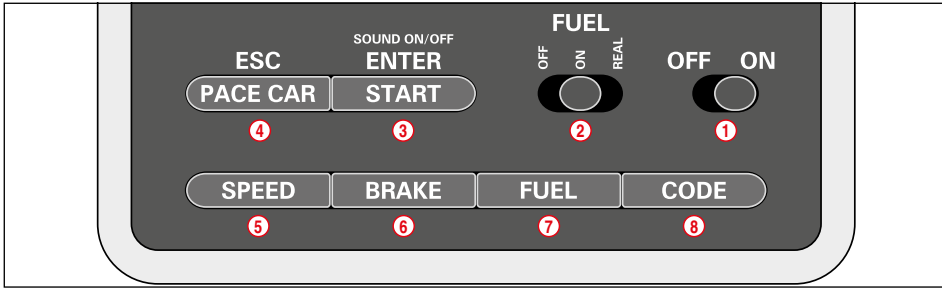 FUEL
SOUND ON/OFF
ESC ENTER OFF ON REAL OFF ON
PACE CAR START
4 3 2 1
SPEED BRAKE FUEL CODE
5 6 7 8